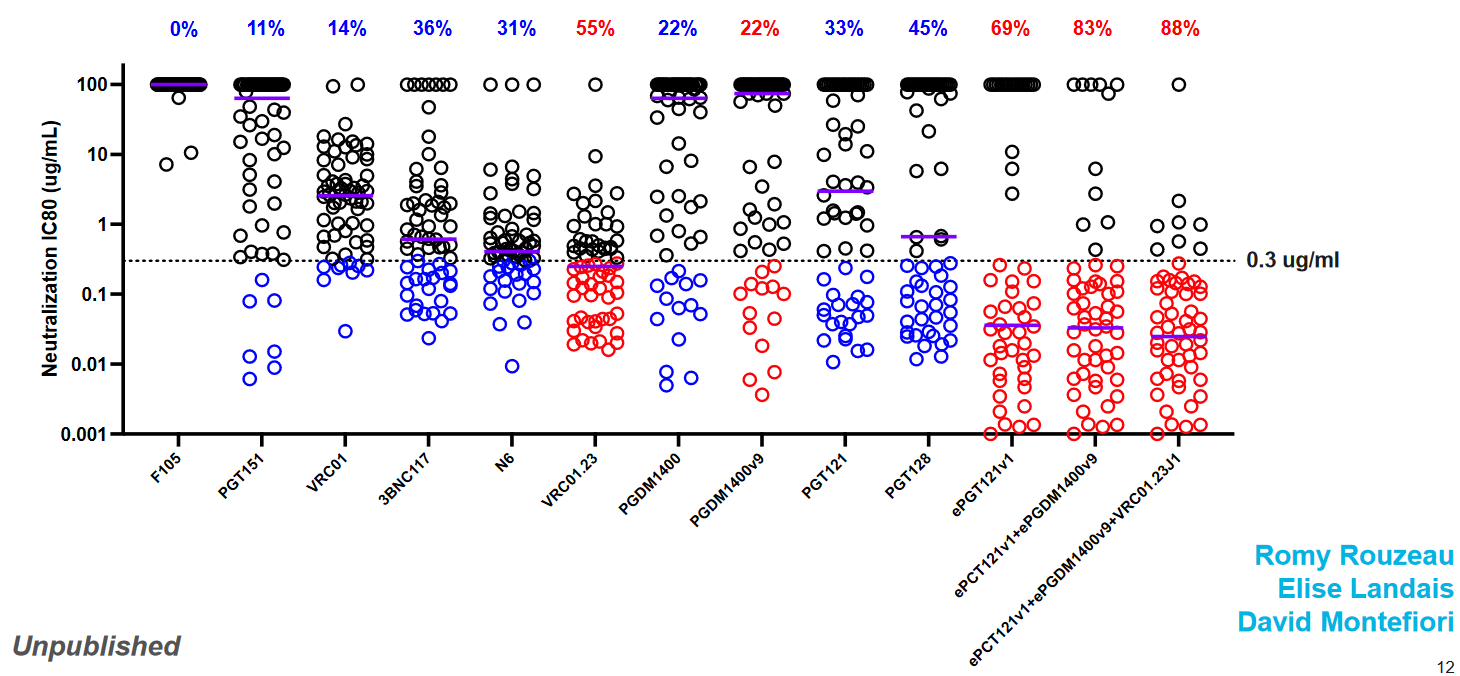 0% 11% 14% 36% 31% 55% 22% 22% 33% 45% 69% 83% 88%
Neutralization IC80 (ug/mL)
100
10
1
0.3 ug/ml
0.1
0.01
0.001
F105
PGT151
VRC01
3BNC117
N6
VRC01.23
PGDM1400
PGDM1400v9
PGT121
PGT128
ePGT121v1
ePCT121v1+ePGDM1400v9
ePCT121v1+ePGDM1400v9+VRC01.23J1
Romy Rouzeau
Elise Landais
David Montefiori
Unpublished
12